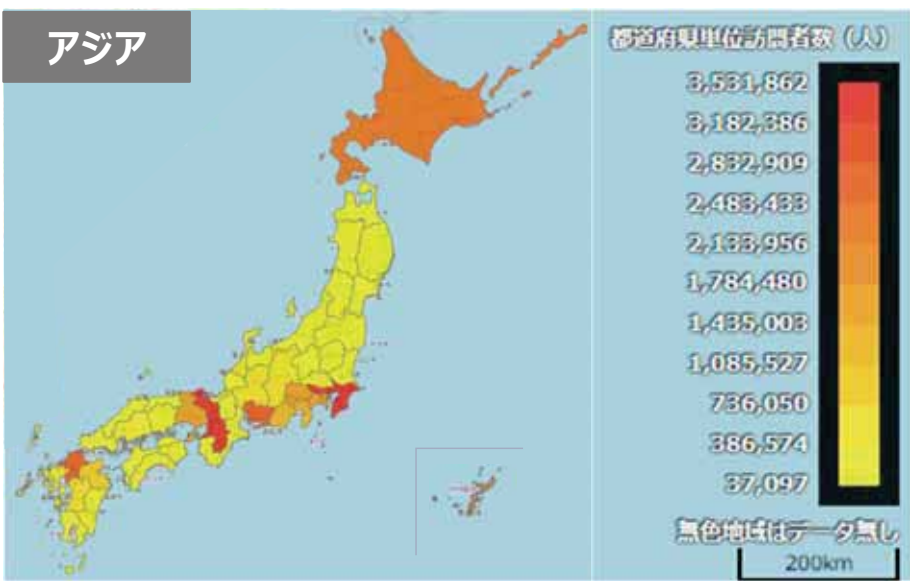 アジア
都道府県単位訪問者数(人)
3,531,862
3,182,386
2,832,909
2,483,433
2,133,956
1,784,480
1,435,003
1,085,527
736,050
386,574
37,097
無色地域はデータ無し
200km